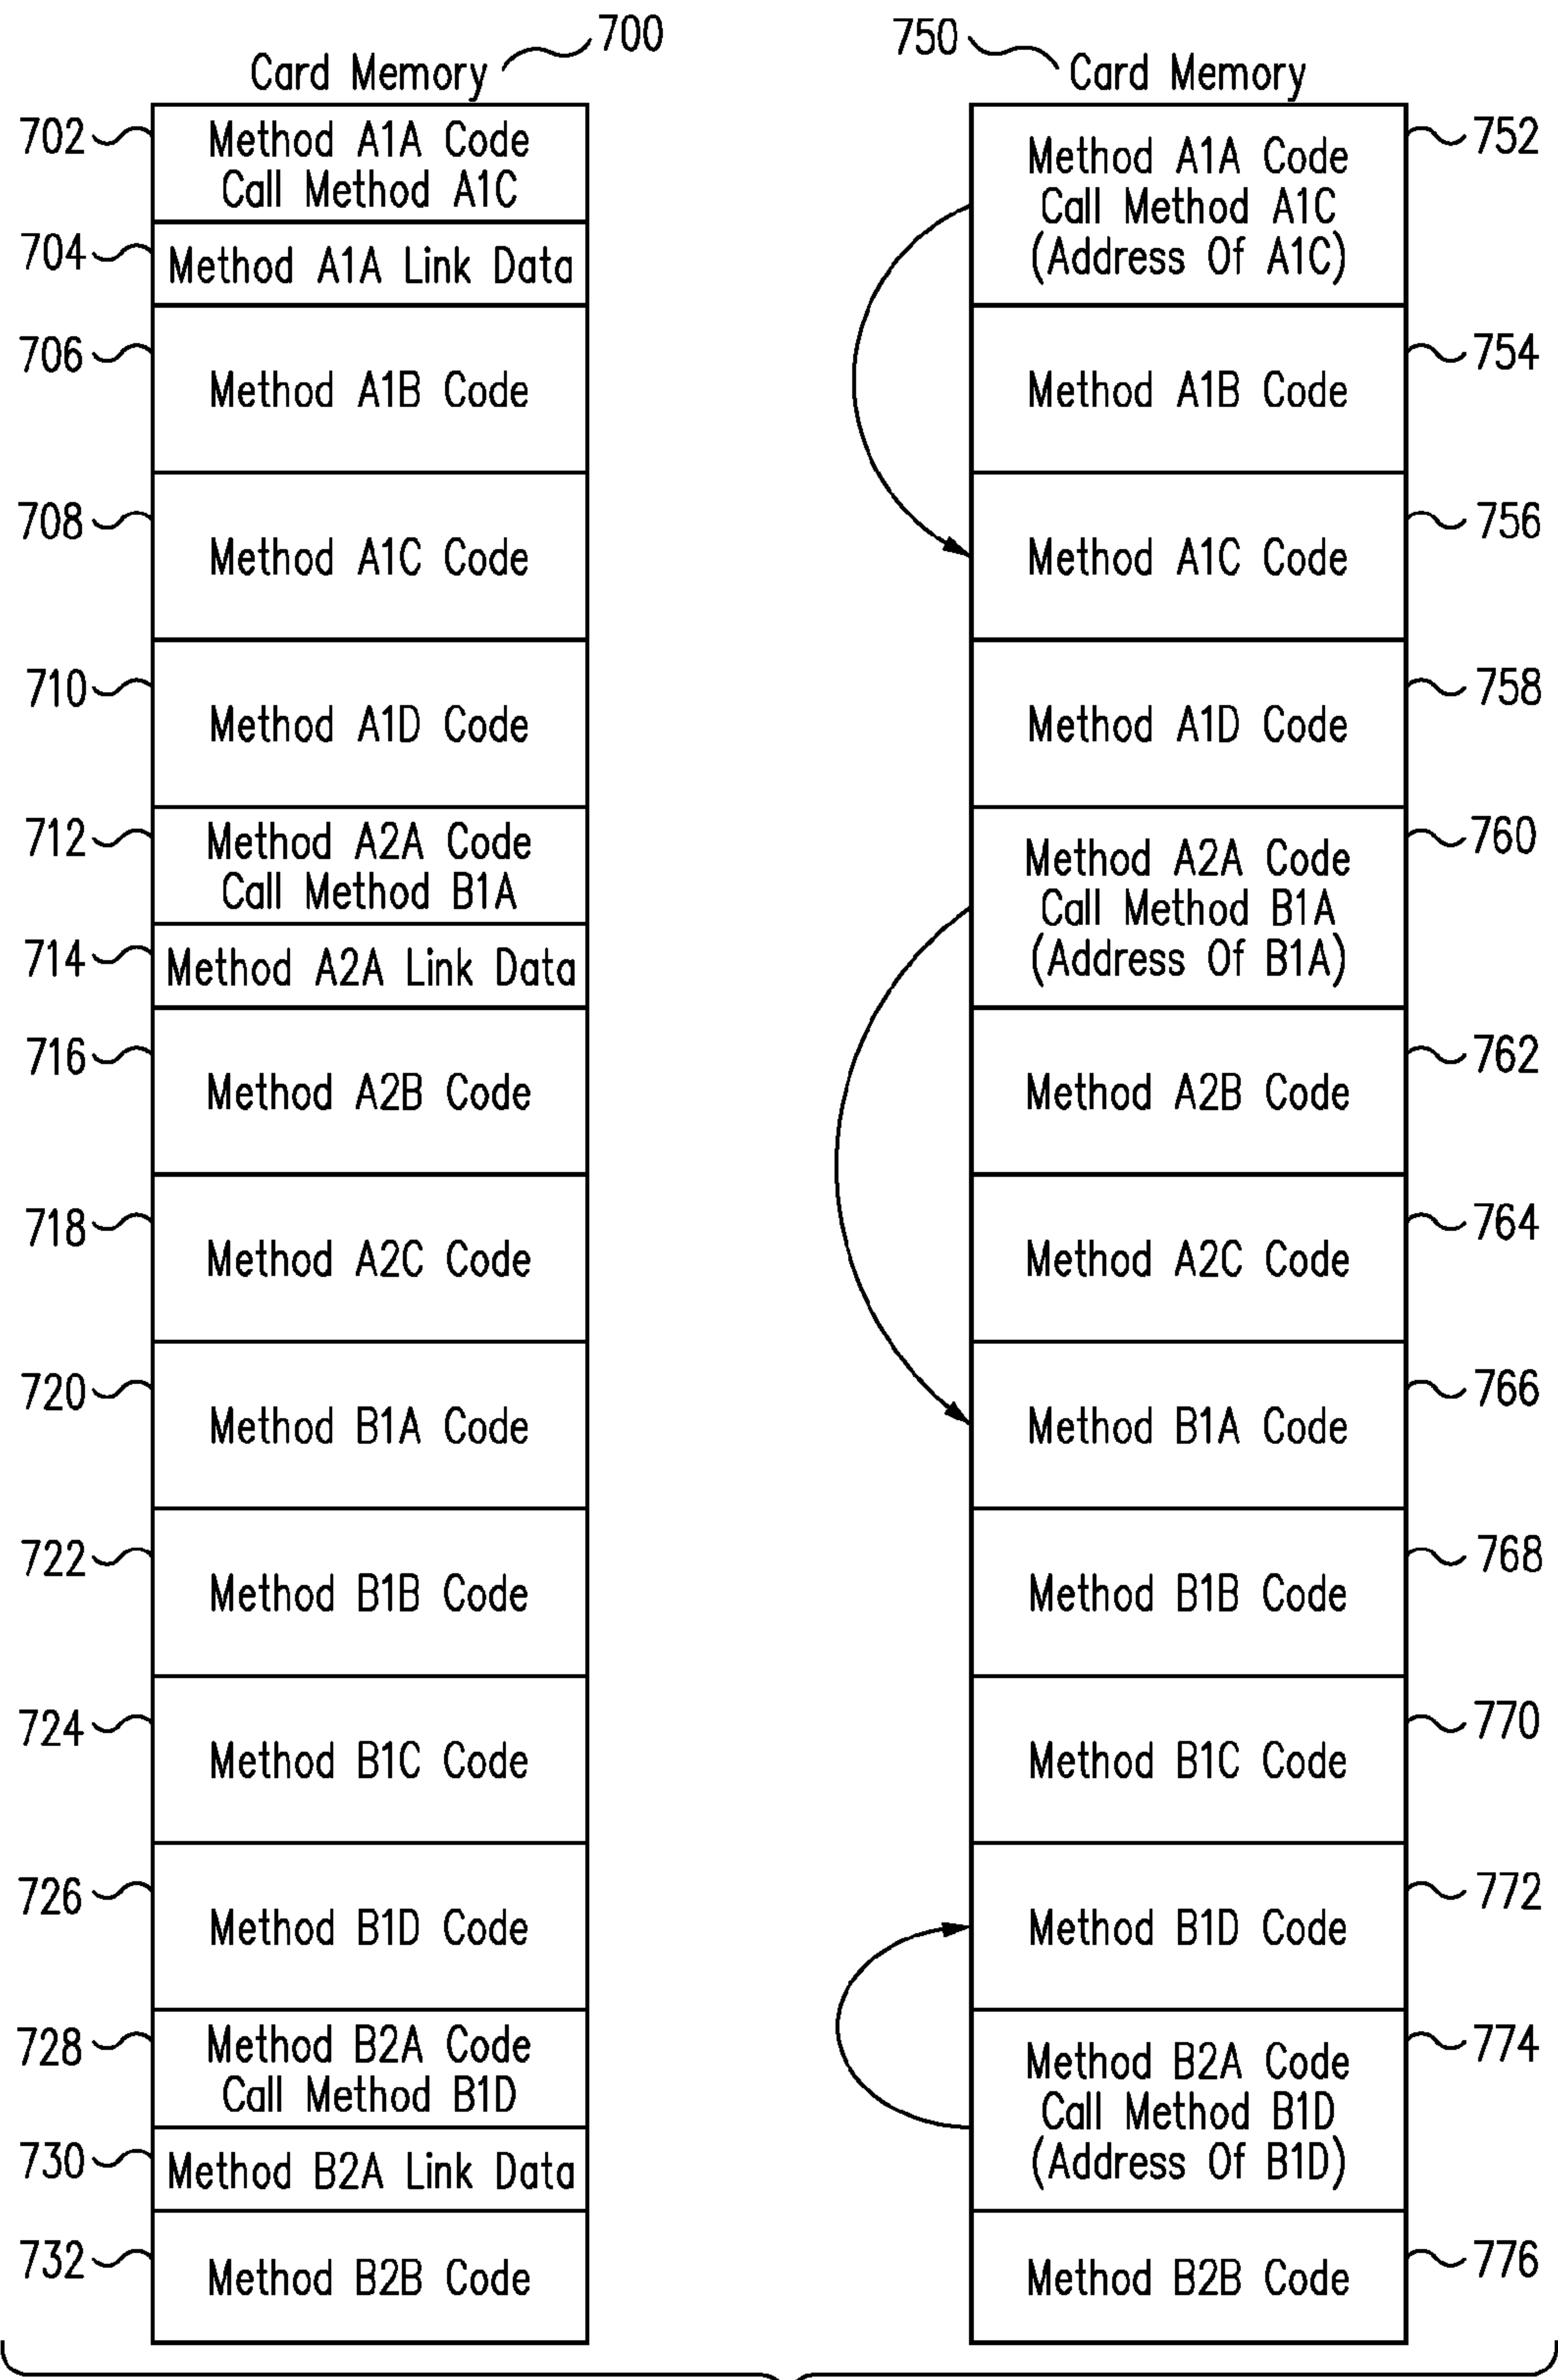 Card Memory
700
702
Method A1A Code
Call Method A1C
704
Method A1A Link Data
706
Method A1B Code
708
Method A1C Code
710
Method A1D Code
712
Method A2A Code
Call Method B1A
714
Method A2A Link Data
716
Method A2B Code
718
Method A2C Code
720
Method B1A Code
722
Method B1B Code
724
Method B1C Code
726
Method B1D Code
728
Method B2A Code
Call Method B1D
730
Method B2A Link Data
732
Method B2B Code
750
Card Memory
752
Method A1A Code
Call Method A1C
(Address Of A1C)
754
Method A1B Code
756
Method A1C Code
758
Method A1D Code
760
Method A2A Code
Call Method B1A
(Address Of B1A)
762
Method A2B Code
764
Method A2C Code
766
Method B1A Code
768
Method B1B Code
770
Method B1C Code
772
Method B1D Code
774
Method B2A Code
Call Method B1D
(Address Of B1D)
776
Method B2B Code